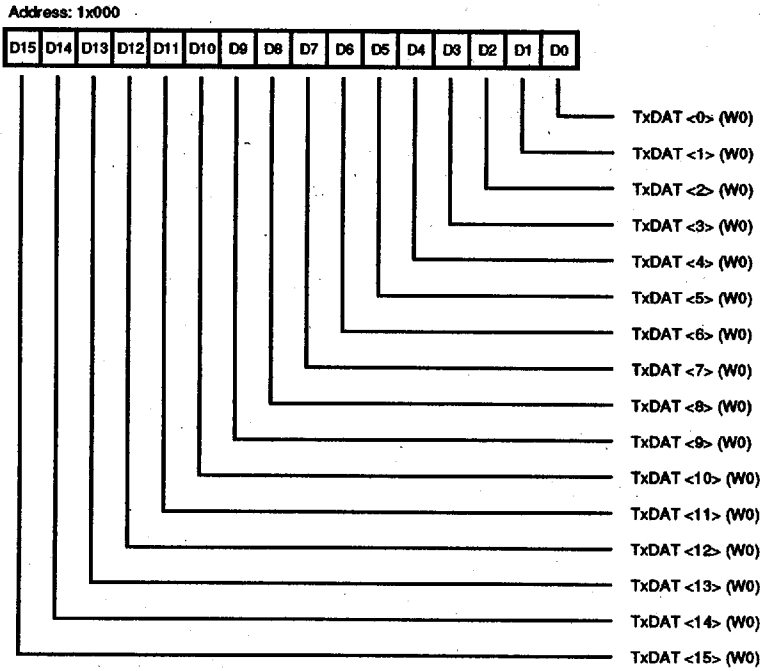 Address: 1x000
D15 D14 D13 D12 D11 D10 D9 D8 D7 D6 D5 D4 D3 D2 D1 D0
TxDAT <0> (W0)
TxDAT <1> (W0)
TxDAT <2> (W0)
TxDAT <3> (W0)
TxDAT <4> (W0)
TxDAT <5> (W0)
TxDAT <6> (W0)
TxDAT <7> (W0)
TxDAT <8> (W0)
TxDAT <9> (W0)
TxDAT <10> (W0)
TxDAT <11> (W0)
TxDAT <12> (W0)
TxDAT <13> (W0)
TxDAT <14> (W0)
TxDAT <15> (W0)